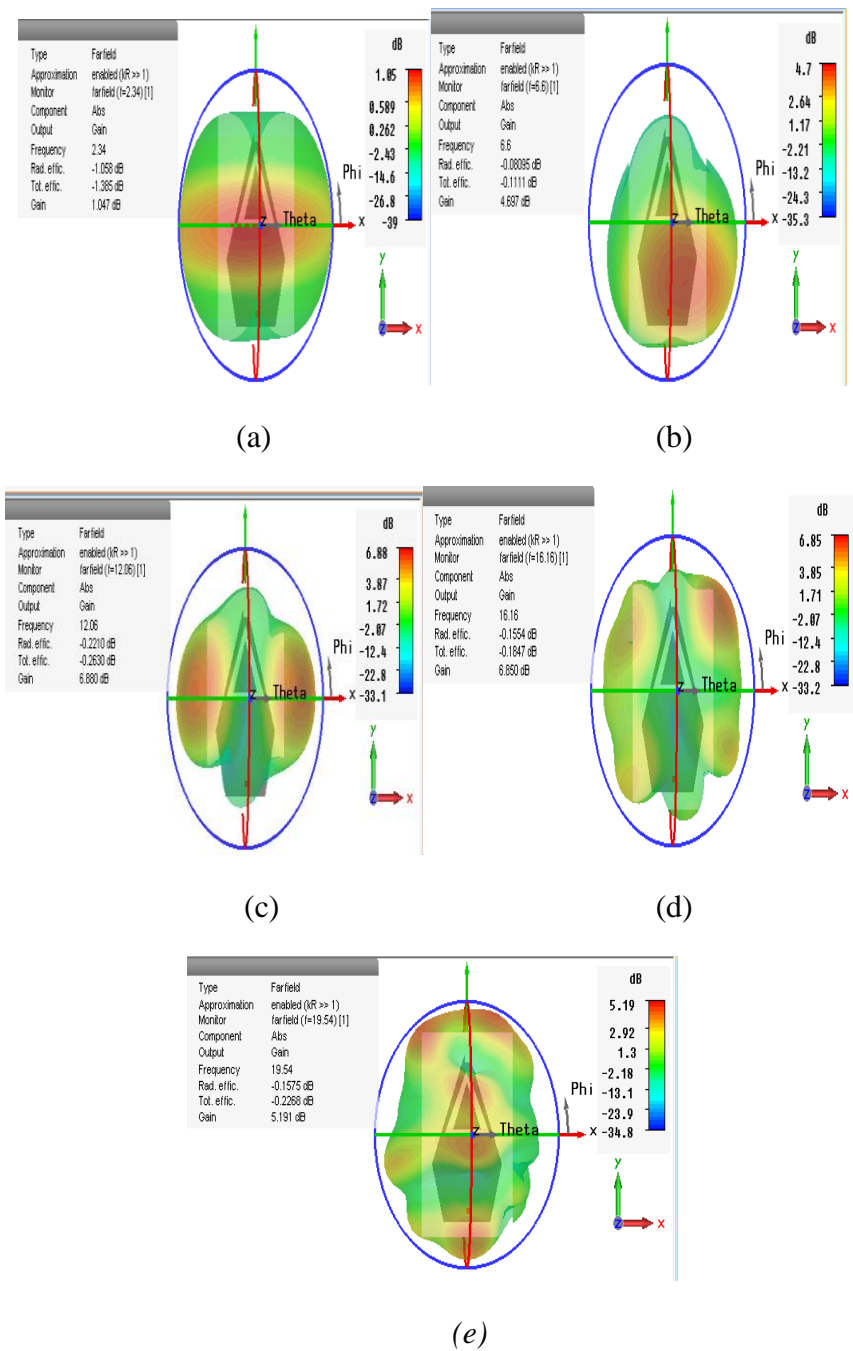 Type Farfield
Approximation enabled (kR >> 1)
Monitor farfield (f=2.34) [1]
Component Abs
Output Gain
Frequency 2.34
Rad. effic. -1.058 dB
Tot. effic. -1.385 dB
Gain 1.047 dB
Phi
z Theta x
dB
1.05
0.589
0.262
-2.43
-14.6
-26.8
-39
y
z x
(a)
Type Farfield
Approximation enabled (kR >> 1)
Monitor farfield (f=6.6) [1]
Component Abs
Output Gain
Frequency 6.6
Rad. effic. -0.08095 dB
Tot. effic. -0.1111 dB
Gain 4.697 dB
Phi
z Theta x
dB
4.7
2.64
1.17
-2.21
-13.2
-24.3
-35.3
y
z x
(b)
Type Farfield
Approximation enabled (kR >> 1)
Monitor farfield (f=12.06) [1]
Component Abs
Output Gain
Frequency 12.06
Rad. effic. -0.2210 dB
Tot. effic. -0.2630 dB
Gain 6.880 dB
Phi
z Theta x
dB
6.88
3.87
1.72
-2.07
-12.4
-22.8
-33.1
y
z x
(c)
Type Farfield
Approximation enabled (kR >> 1)
Monitor farfield (f=16.16) [1]
Component Abs
Output Gain
Frequency 16.16
Rad. effic. -0.1554 dB
Tot. effic. -0.1847 dB
Gain 6.850 dB
Phi
z Theta x
dB
6.85
3.85
1.71
-2.07
-12.4
-22.8
-33.2
y
z x
(d)
Type Farfield
Approximation enabled (kR >> 1)
Monitor farfield (f=19.54) [1]
Component Abs
Output Gain
Frequency 19.54
Rad. effic. -0.1575 dB
Tot. effic. -0.2268 dB
Gain 5.191 dB
Phi
z Theta x
dB
5.19
2.92
1.3
-2.18
-13.1
-23.9
-34.8
y
z x
(e)